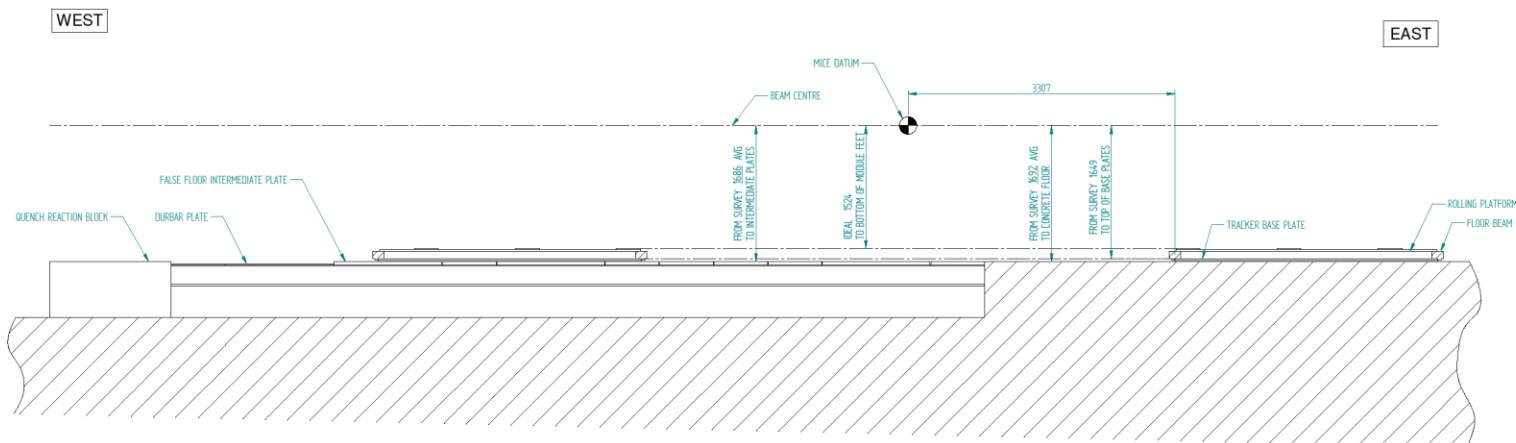 WEST
EAST
MICE DATUM
3307
BEAM CENTRE
FROM SURVEY 1686 AVG
TO INTERMEDIATE PLATES
IDEAL 1524
TO BOTTOM OF MODULE FEET
FROM SURVEY 1692 AVG
TO CONCRETE FLOOR
FROM SURVEY 1649
TO TOP OF BASE PLATES
FALSE FLOOR INTERMEDIATE PLATE
QUENCH REACTION BLOCK
DURBAR PLATE
ROLLING PLATFORM
TRACKER BASE PLATE
FLOOR BEAM